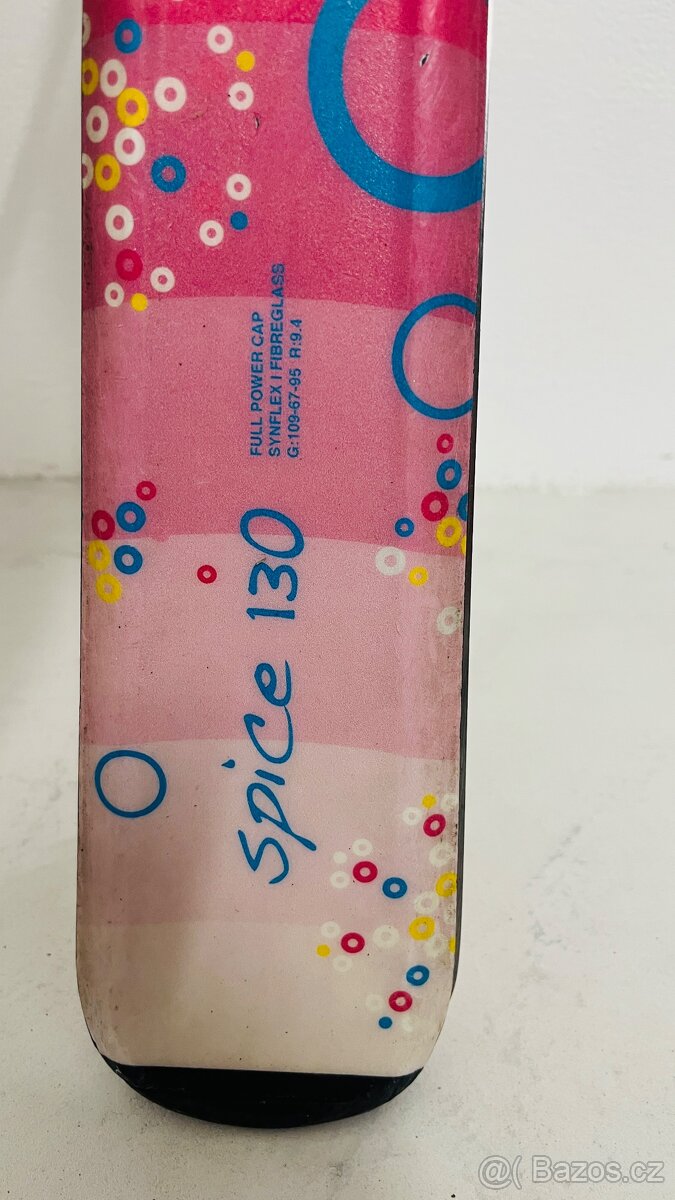 FULL POWER CAP
SYNFLEX I FIBREGLASS
G:109-67-95 R:9.4
spice 130
@( Bazos.cz